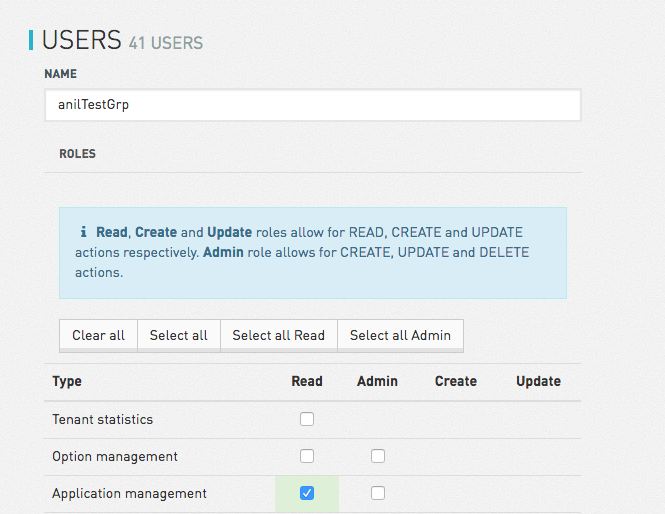 USERS 41 USERS
NAME
anilTestGrp
ROLES
i Read, Create and Update roles allow for READ, CREATE and UPDATE
actions respectively. Admin role allows for CREATE, UPDATE and DELETE
actions.
Clear all Select all Select all Read Select all Admin
Type Read Admin Create Update
Tenant statistics
Option management
Application management